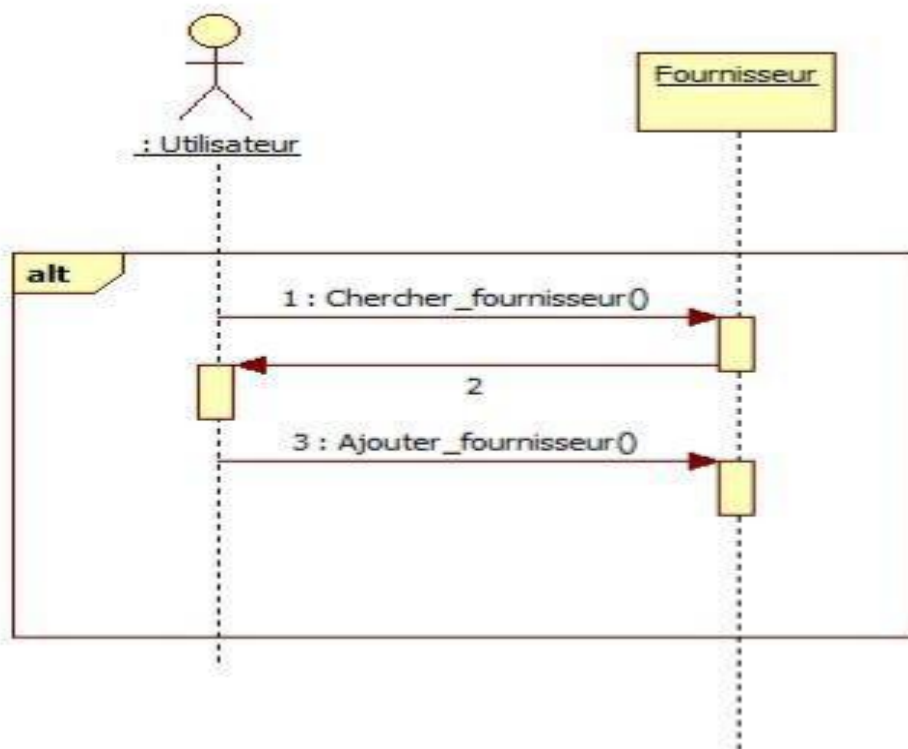 Fournisseur
: Utilisateur
alt
1 : Chercher_fournisseur()
2
3 : Ajouter_fournisseur()